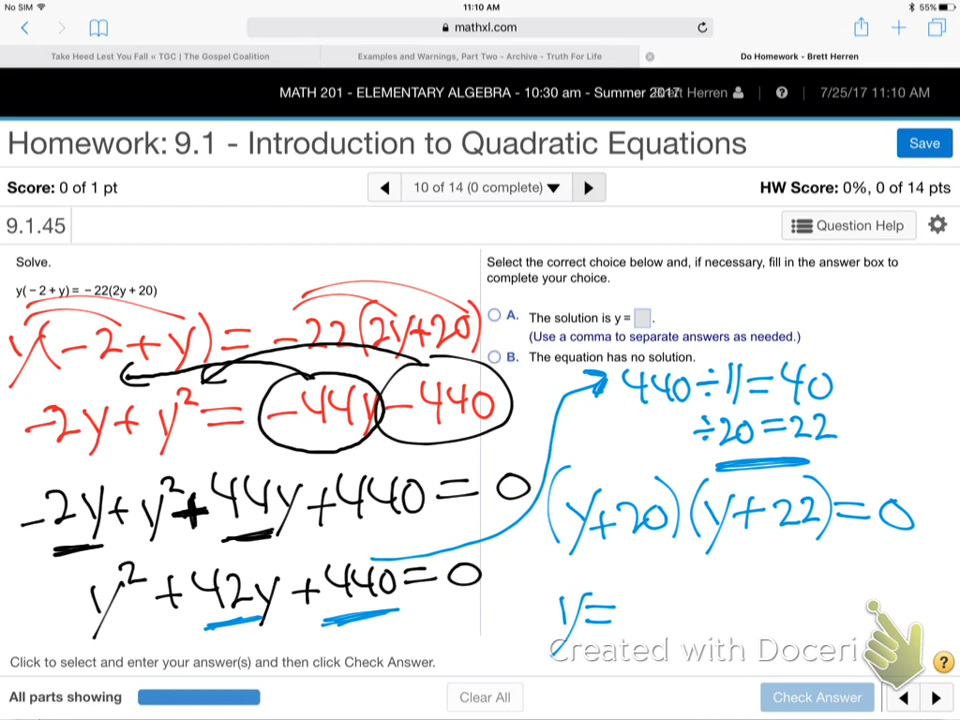 No SIM 11:10 AM 55%
mathxl.com
Take Heed Lest You Fall « TGC | The Gospel Coalition Examples and Warnings, Part Two - Archive - Truth For Life Do Homework - Brett Herren
MATH 201 - ELEMENTARY ALGEBRA - 10:30 am - Summer 2017 Brett Herren ? 7/25/17 11:10 AM
Homework: 9.1 - Introduction to Quadratic Equations Save
Score: 0 of 1 pt 10 of 14 (0 complete) HW Score: 0%, 0 of 14 pts
9.1.45 Question Help
Solve.
y(−2+y)= −22(2y+20)
y(−2+y)= −22(2y+20)
−2y+y²= −44y−440
−2y+y²+44y+440=0
y²+42y+440=0
Select the correct choice below and, if necessary, fill in the answer box to
complete your choice.
A. The solution is y= .
(Use a comma to separate answers as needed.)
B. The equation has no solution.
440÷11=40
÷20=22
(y+20)(y+22)=0
y=
Created with Doceri
Click to select and enter your answer(s) and then click Check Answer. ?
All parts showing Clear All Check Answer